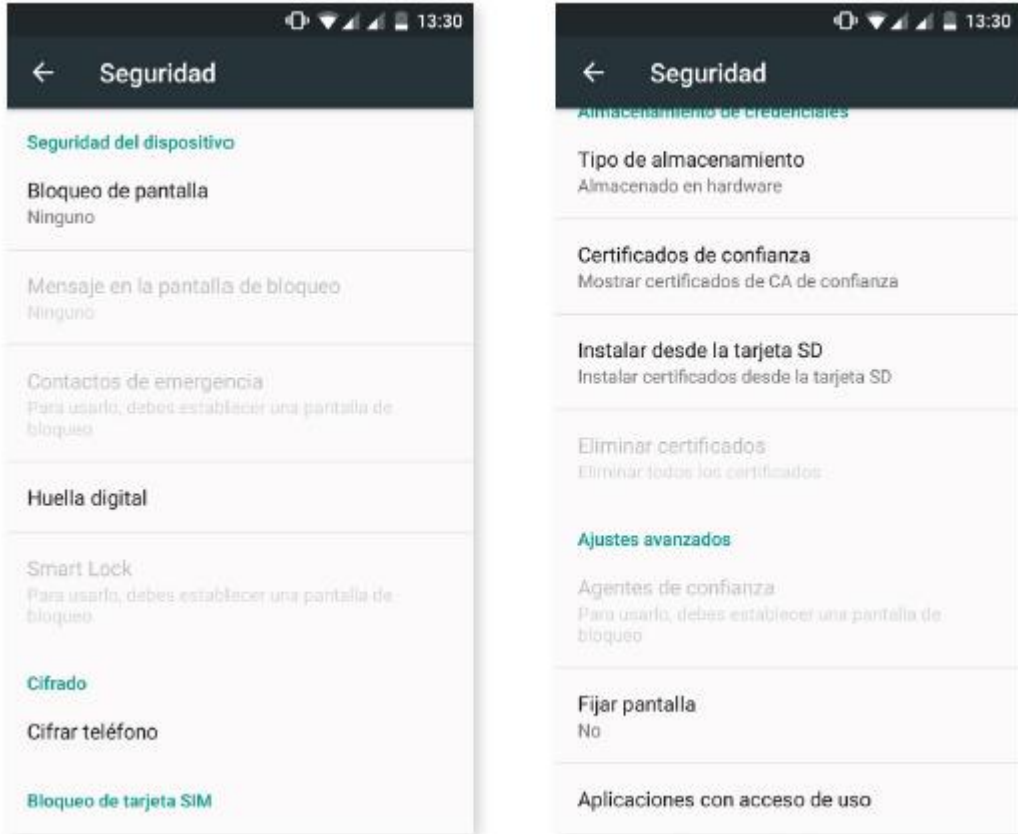 13:30
Seguridad
Seguridad del dispositivo
Bloqueo de pantalla
Ninguno
Mensaje en la pantalla de bloqueo
Ninguno
Contactos de emergencia
Para usarlo, debes establecer una pantalla de
bloqueo
Huella digital
Smart Lock
Para usarlo, debes establecer una pantalla de
bloqueo
Cifrado
Cifrar teléfono
Bloqueo de tarjeta SIM
13:30
Seguridad
Almacenamiento de credenciales
Tipo de almacenamiento
Almacenado en hardware
Certificados de confianza
Mostrar certificados de CA de confianza
Instalar desde la tarjeta SD
Instalar certificados desde la tarjeta SD
Eliminar certificados
Eliminar todos los certificados
Ajustes avanzados
Agentes de confianza
Para usarlo, debes establecer una pantalla de
bloqueo
Fijar pantalla
No
Aplicaciones con acceso de uso